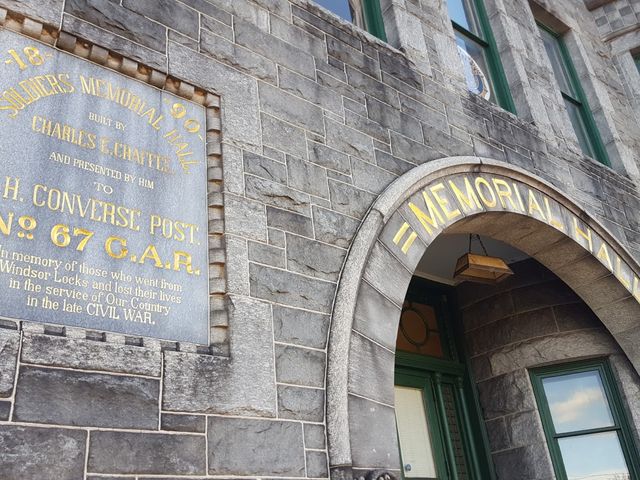 -18 90-
SOLDIERS MEMORIAL HALL
BUILT BY
CHARLES E. CHAFFEE
AND PRESENTED BY HIM
TO
H. CONVERSE POST.
No 67 G.A.R.
In memory of those who went from
Windsor Locks and lost their lives
in the service of Our Country
in the late CIVIL WAR.
= MEMORIAL HALL